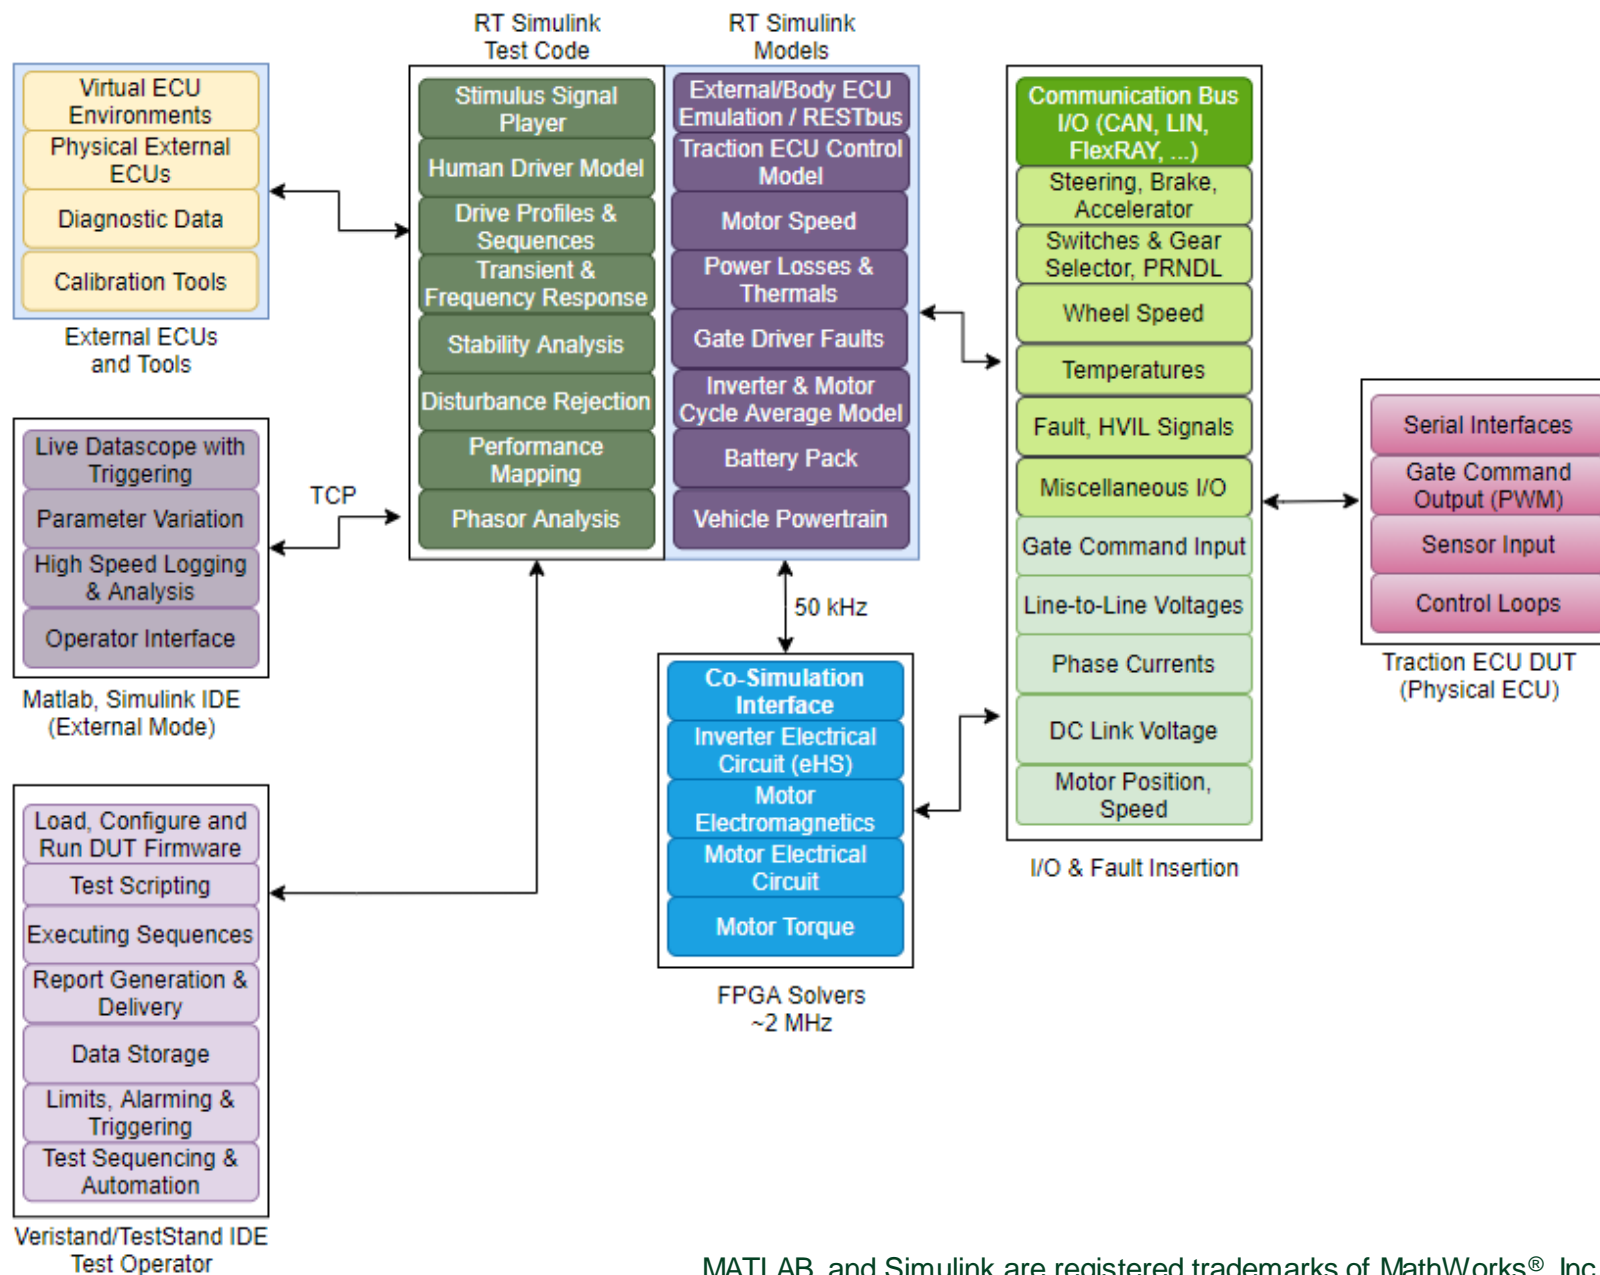 RT Simulink
Test Code
RT Simulink
Models
Virtual ECU
Environments
Physical External
ECUs
Diagnostic Data
Calibration Tools
External ECUs
and Tools
Live Datascope with
Triggering
Parameter Variation
High Speed Logging
& Analysis
Operator Interface
Matlab, Simulink IDE
(External Mode)
TCP
Load, Configure and
Run DUT Firmware
Test Scripting
Executing Sequences
Report Generation &
Delivery
Data Storage
Limits, Alarming &
Triggering
Test Sequencing &
Automation
Veristand/TestStand IDE
Test Operator
Stimulus Signal
Player
Human Driver Model
Drive Profiles &
Sequences
Transient &
Frequency Response
Stability Analysis
Disturbance Rejection
Performance
Mapping
Phasor Analysis
External/Body ECU
Emulation / RESTbus
Traction ECU Control
Model
Motor Speed
Power Losses &
Thermals
Gate Driver Faults
Inverter & Motor
Cycle Average Model
Battery Pack
Vehicle Powertrain
50 kHz
Co-Simulation
Interface
Inverter Electrical
Circuit (eHS)
Motor
Electromagnetics
Motor Electrical
Circuit
Motor Torque
FPGA Solvers
~2 MHz
Communication Bus
I/O (CAN, LIN,
FlexRAY, ...)
Steering, Brake,
Accelerator
Switches & Gear
Selector, PRNDL
Wheel Speed
Temperatures
Fault, HVIL Signals
Miscellaneous I/O
Gate Command Input
Line-to-Line Voltages
Phase Currents
DC Link Voltage
Motor Position,
Speed
I/O & Fault Insertion
Serial Interfaces
Gate Command
Output (PWM)
Sensor Input
Control Loops
Traction ECU DUT
(Physical ECU)
MATLAB, and Simulink are registered trademarks of MathWorks®, Inc